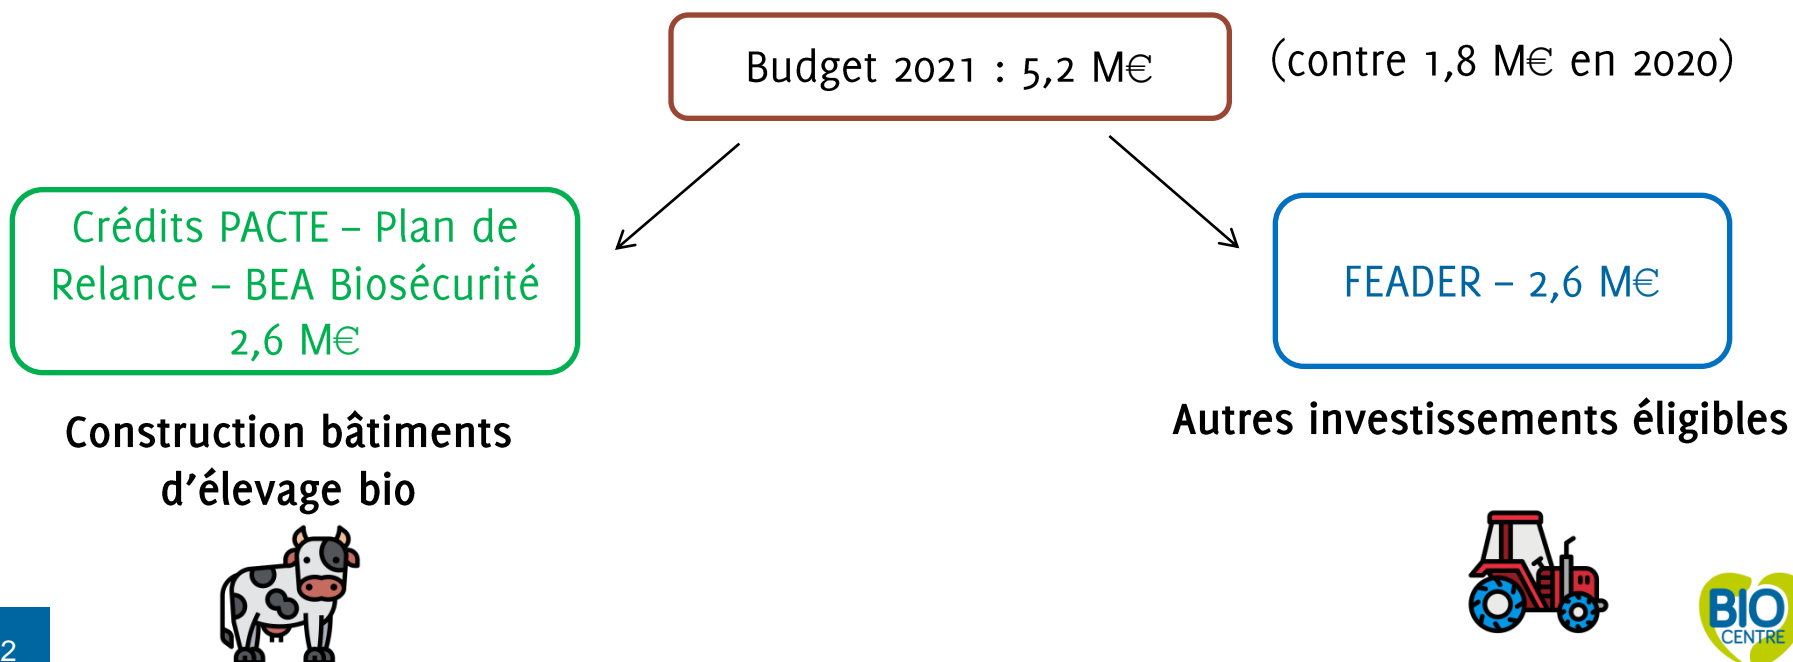 Budget 2021 : 5,2 M€
(contre 1,8 M€ en 2020)
Crédits PACTE – Plan de
Relance – BEA Biosécurité
2,6 M€
FEADER – 2,6 M€
Construction bâtiments
d’élevage bio
Autres investissements éligibles
2
BIO
CENTRE